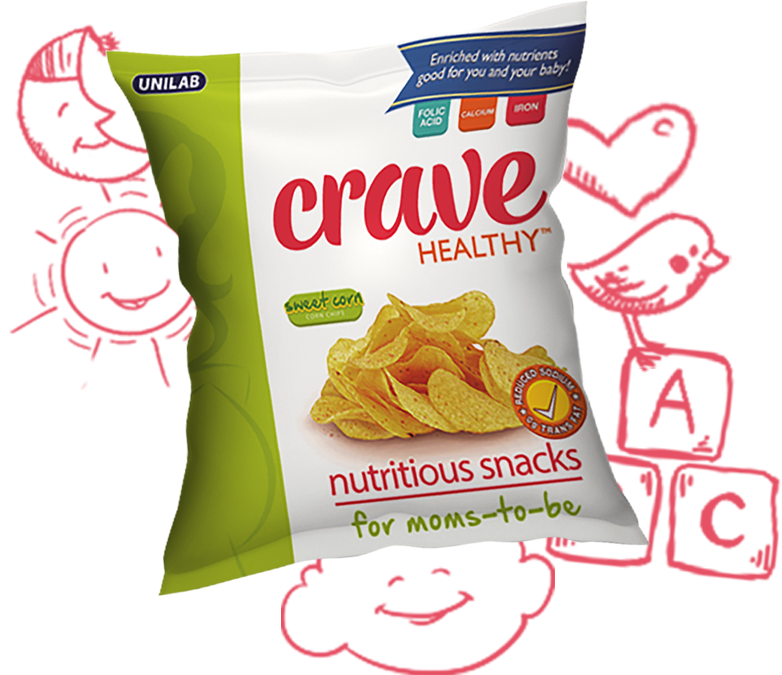 UNILAB
Enriched with nutrients
good for you and your baby!
FOLIC
ACID
CALCIUM
IRON
crave
HEALTHY™
sweet corn
CORN CHIPS
REDUCED SODIUM
0g TRANS FAT
nutritious snacks
for moms-to-be
A
C